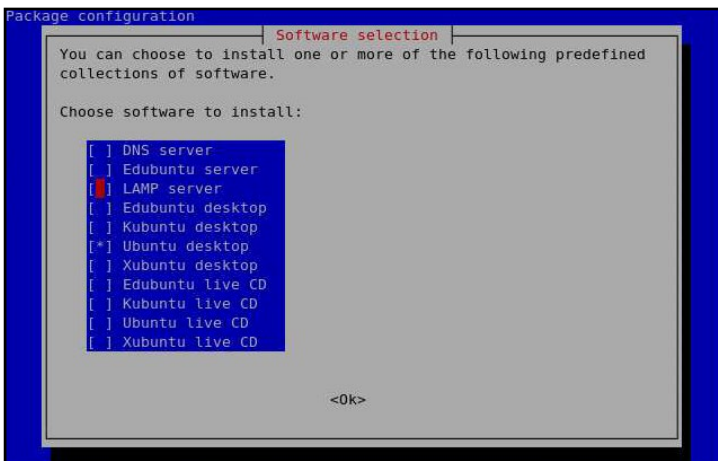 Package configuration
Software selection
You can choose to install one or more of the following predefined
collections of software.
Choose software to install:
[ ] DNS server
[ ] Edubuntu server
[ ] LAMP server
[ ] Edubuntu desktop
[ ] Kubuntu desktop
[*] Ubuntu desktop
[ ] Xubuntu desktop
[ ] Edubuntu live CD
[ ] Kubuntu live CD
[ ] Ubuntu live CD
[ ] Xubuntu live CD
<Ok>